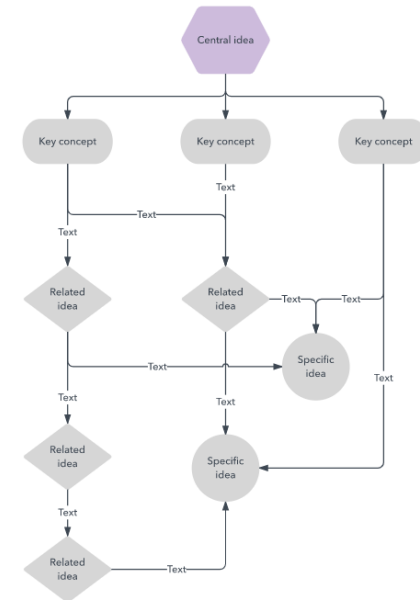 Central idea
Key concept
Key concept
Key concept
Text
Text
Text
Related
idea
Related
idea
Text
Text
Specific
idea
Text
Text
Text
Text
Related
idea
Specific
idea
Text
Related
idea
Text